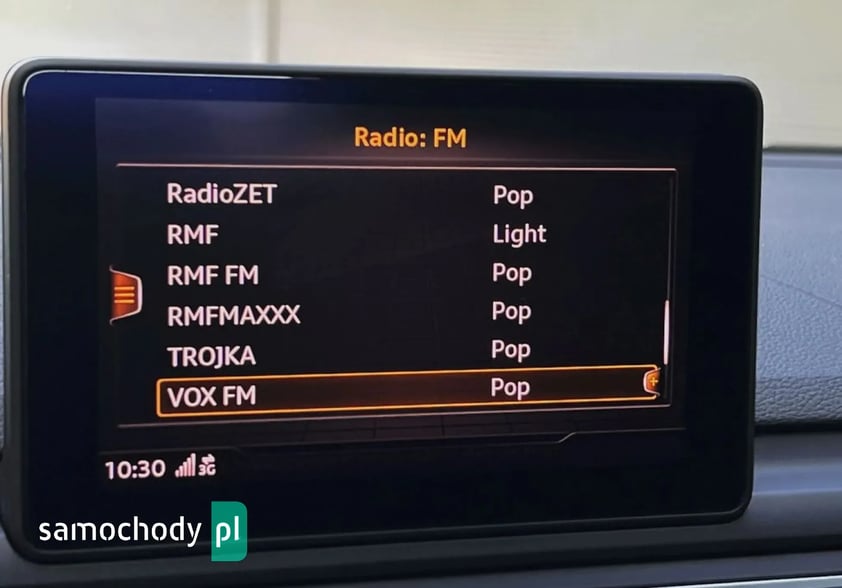 Radio: FM
RadioZET Pop
RMF Light
RMF FM Pop
RMFMAXXX Pop
TROJKA Pop
VOX FM Pop
10:30 3G
samochody pl